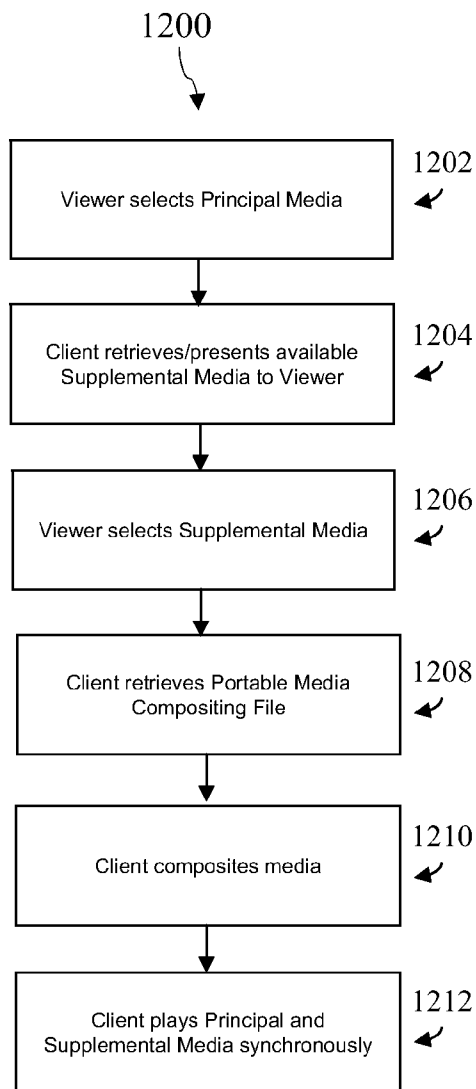 1200
1202
Viewer selects Principal Media
1204
Client retrieves/presents available
Supplemental Media to Viewer
1206
Viewer selects Supplemental Media
1208
Client retrieves Portable Media
Compositing File
1210
Client composites media
1212
Client plays Principal and
Supplemental Media synchronously